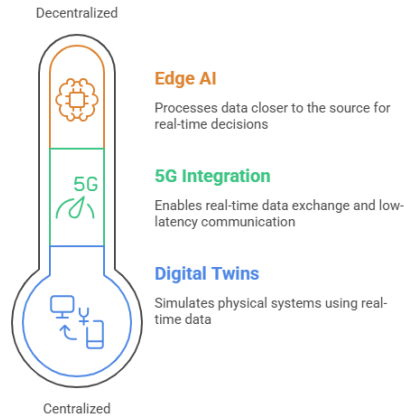 Decentralized
Edge AI
Processes data closer to the source for
real-time decisions
5G
5G Integration
Enables real-time data exchange and low-
latency communication
Digital Twins
Simulates physical systems using real-
time data
Centralized